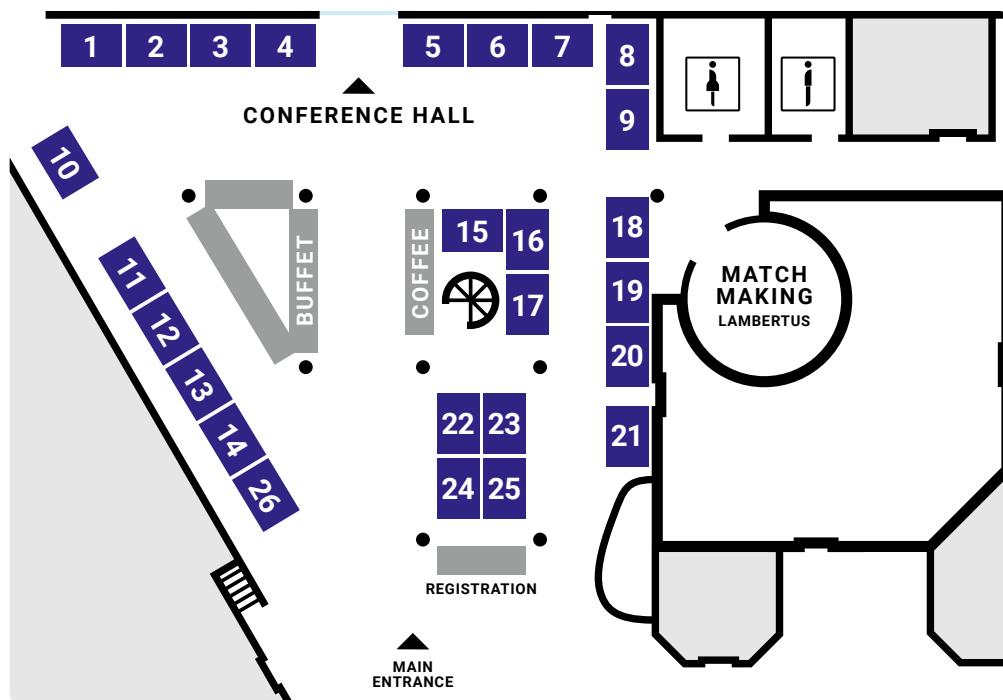 1 2 3 4 5 6 7 8
CONFERENCE HALL
9
10
BUFFET
COFFEE
15 16 18
11
17 19
MATCH
MAKING
LAMBERTUS
12
13
20
14
22 23 21
26
24 25
REGISTRATION
MAIN
ENTRANCE